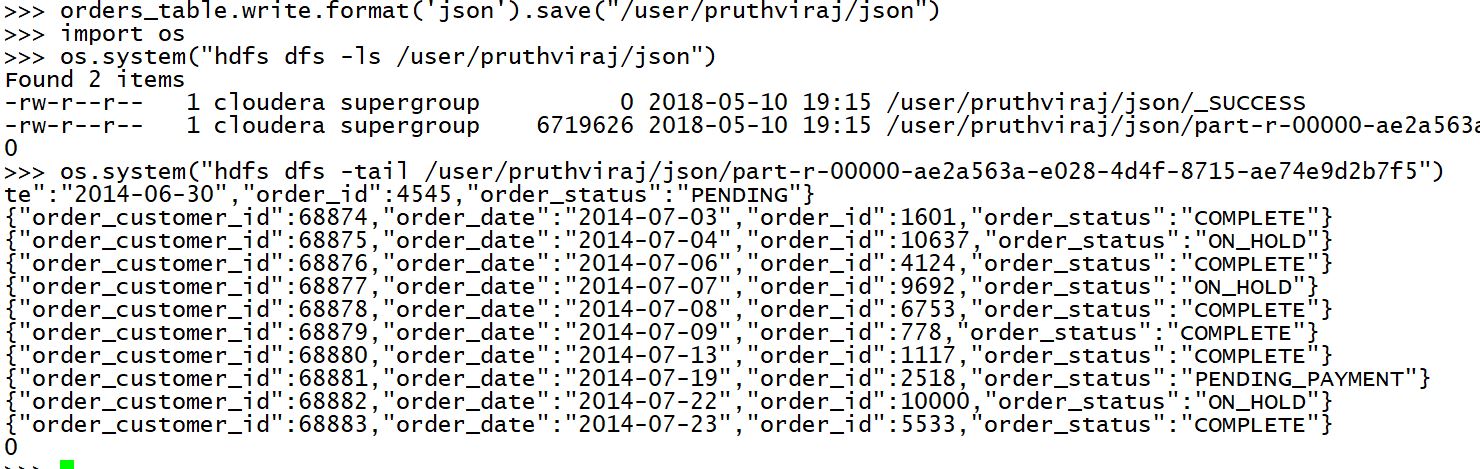 >>> orders_table.write.format('json').save("/user/pruthviraj/json")
>>> import os
>>> os.system("hdfs dfs -ls /user/pruthviraj/json")
Found 2 items
-rw-r--r--   1 cloudera supergroup          0 2018-05-10 19:15 /user/pruthviraj/json/_SUCCESS
-rw-r--r--   1 cloudera supergroup    6719626 2018-05-10 19:15 /user/pruthviraj/json/part-r-00000-ae2a563a
0
>>> os.system("hdfs dfs -tail /user/pruthviraj/json/part-r-00000-ae2a563a-e028-4d4f-8715-ae74e9d2b7f5")
te":"2014-06-30","order_id":4545,"order_status":"PENDING"}
{"order_customer_id":68874,"order_date":"2014-07-03","order_id":1601,"order_status":"COMPLETE"}
{"order_customer_id":68875,"order_date":"2014-07-04","order_id":10637,"order_status":"ON_HOLD"}
{"order_customer_id":68876,"order_date":"2014-07-06","order_id":4124,"order_status":"COMPLETE"}
{"order_customer_id":68877,"order_date":"2014-07-07","order_id":9692,"order_status":"ON_HOLD"}
{"order_customer_id":68878,"order_date":"2014-07-08","order_id":6753,"order_status":"COMPLETE"}
{"order_customer_id":68879,"order_date":"2014-07-09","order_id":778,"order_status":"COMPLETE"}
{"order_customer_id":68880,"order_date":"2014-07-13","order_id":1117,"order_status":"COMPLETE"}
{"order_customer_id":68881,"order_date":"2014-07-19","order_id":2518,"order_status":"PENDING_PAYMENT"}
{"order_customer_id":68882,"order_date":"2014-07-22","order_id":10000,"order_status":"ON_HOLD"}
{"order_customer_id":68883,"order_date":"2014-07-23","order_id":5533,"order_status":"COMPLETE"}
0
>>>